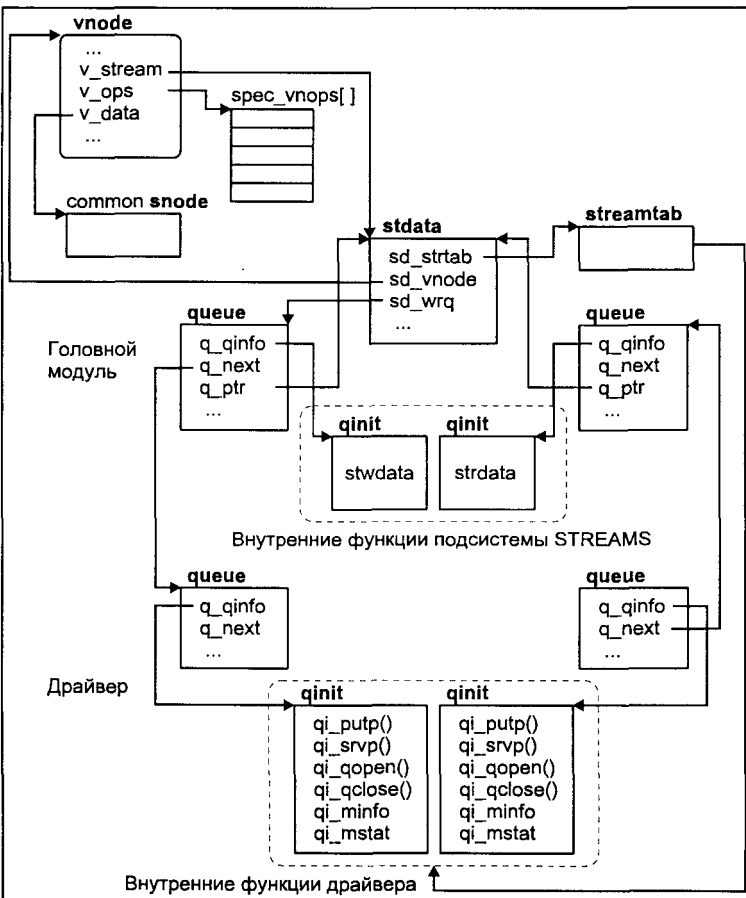 vnode
...
v_stream
v_ops
v_data
...
spec_vnops[ ]
common snode
stdata
sd_strtab
sd_vnode
sd_wrq
...
streamtab
Головной
модуль
queue
q_qinfo
q_next
q_ptr
...
queue
q_qinfo
q_next
q_ptr
...
qinit
stwdata
qinit
strdata
Внутренние функции подсистемы STREAMS
queue
q_qinfo
q_next
...
queue
q_qinfo
q_next
...
Драйвер
qinit
qi_putp()
qi_srvp()
qi_qopen()
qi_qclose()
qi_minfo
qi_mstat
qinit
qi_putp()
qi_srvp()
qi_qopen()
qi_qclose()
qi_minfo
qi_mstat
Внутренние функции драйвера